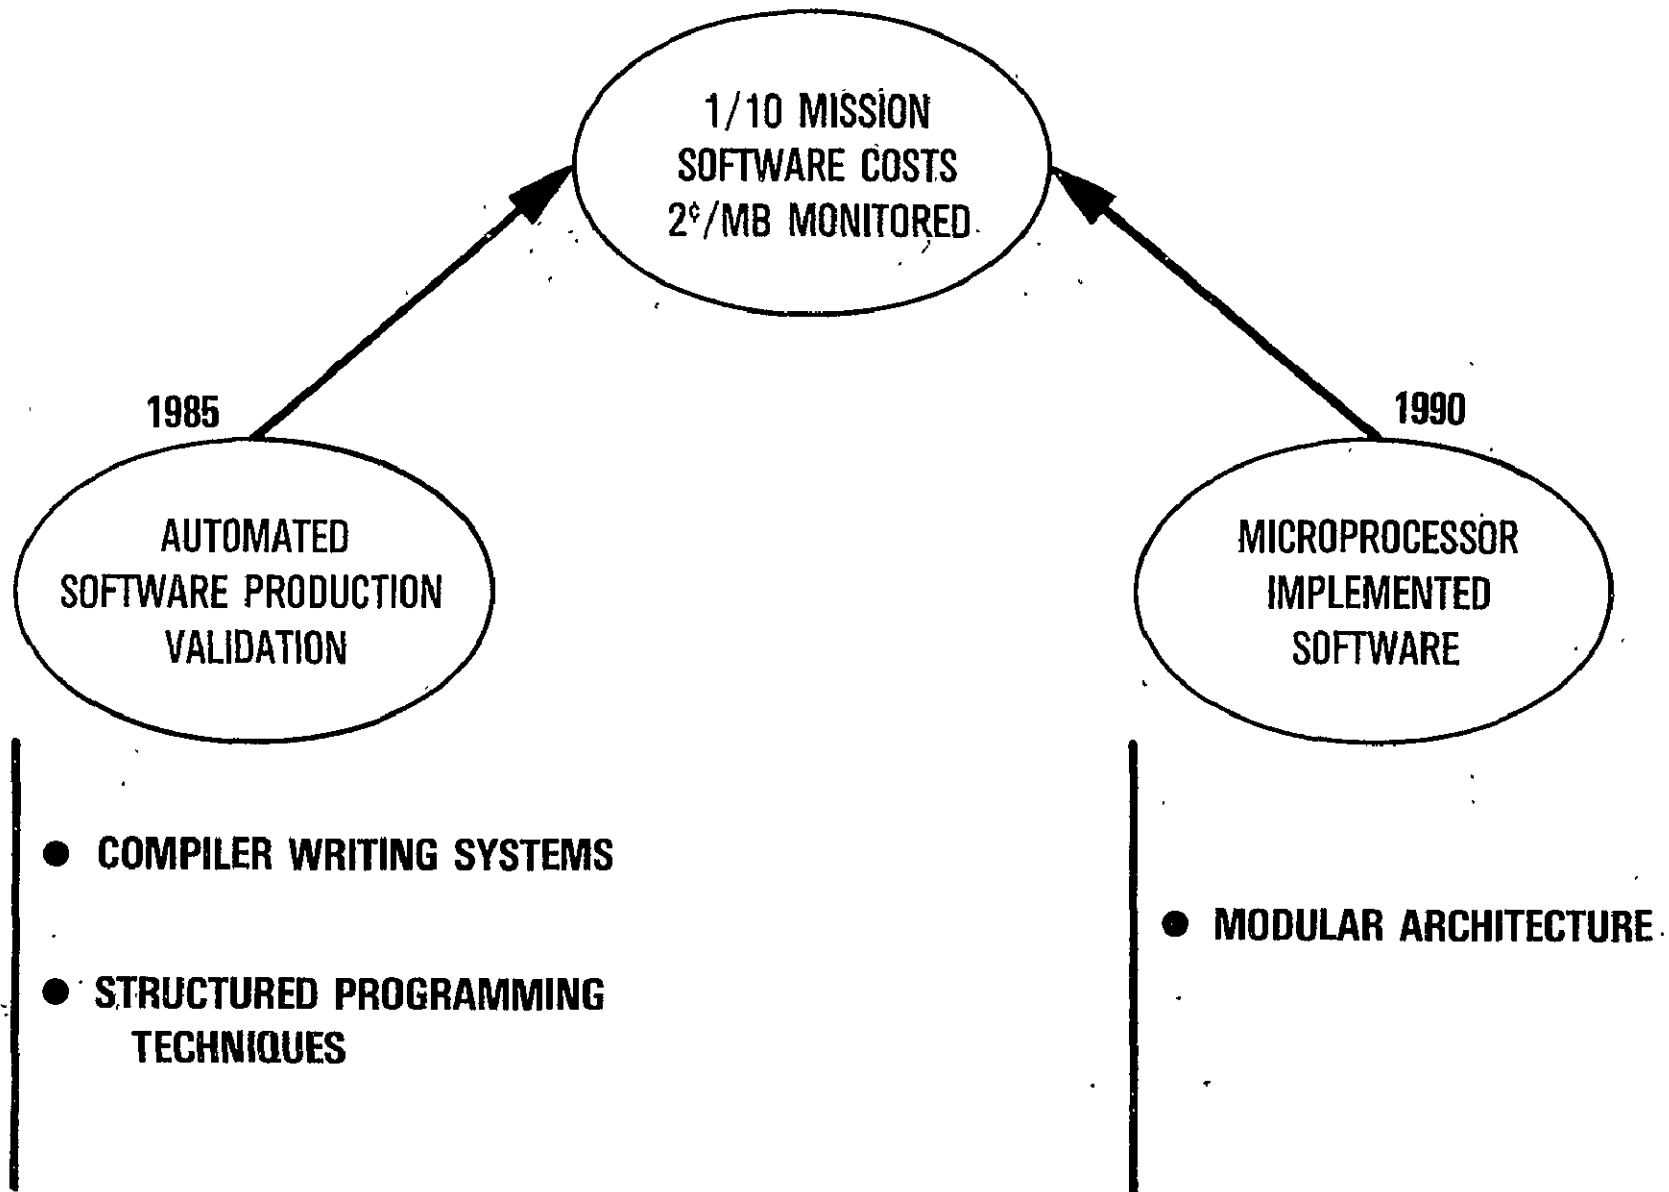 1/10 MISSION
SOFTWARE COSTS
2¢/MB MONITORED
1985
1990
AUTOMATED
SOFTWARE PRODUCTION
VALIDATION
MICROPROCESSOR
IMPLEMENTED
SOFTWARE
● COMPILER WRITING SYSTEMS
● STRUCTURED PROGRAMMING
TECHNIQUES
● MODULAR ARCHITECTURE